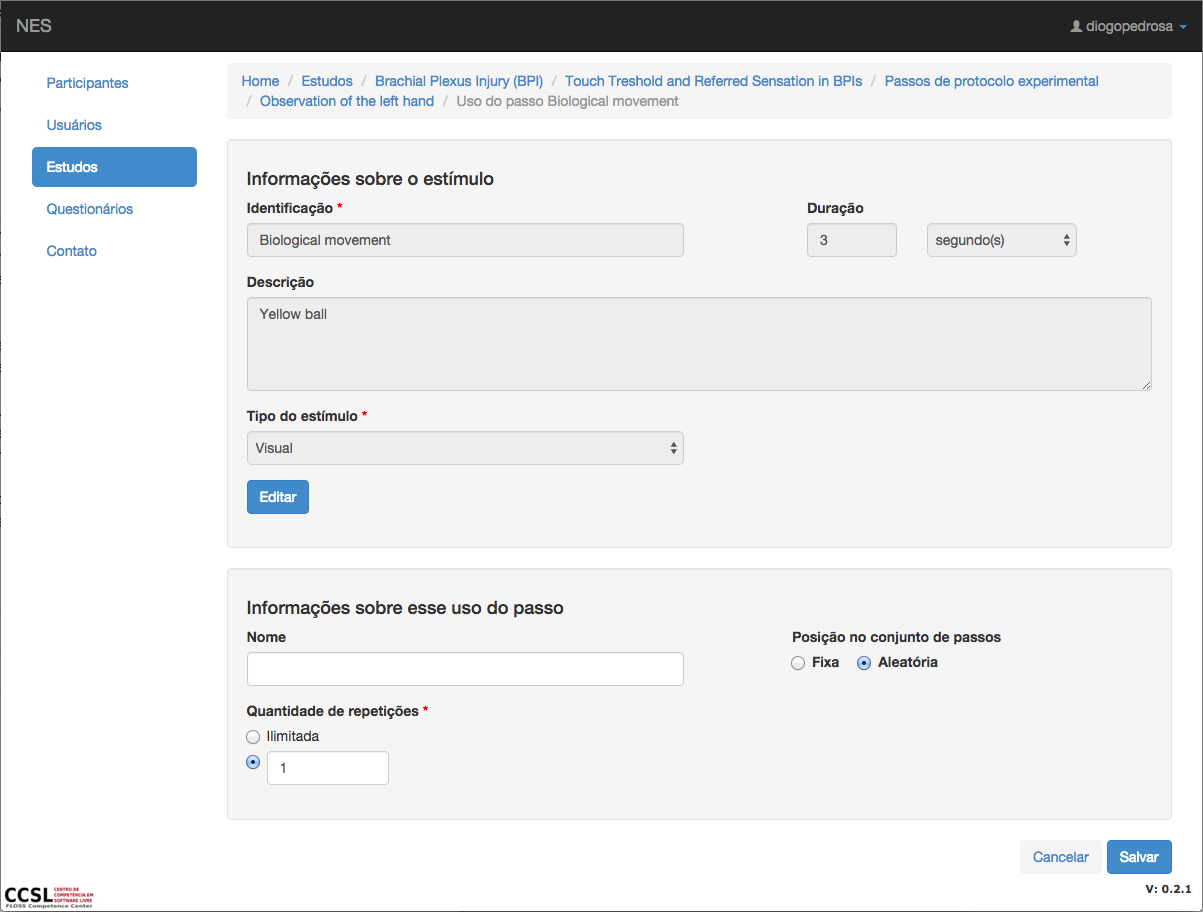 NES
diogopedrosa
Participantes
Usuários
Estudos
Questionários
Contato
Home / Estudos / Brachial Plexus Injury (BPI) / Touch Treshold and Referred Sensation in BPIs / Passos de protocolo experimental
/ Observation of the left hand / Uso do passo Biological movement
Informações sobre o estímulo
Identificação *
Duração
Biological movement
3
segundo(s)
Descrição
Yellow ball
Tipo do estímulo *
Visual
Editar
Informações sobre esse uso do passo
Nome
Posição no conjunto de passos
Fixa
Aleatória
Quantidade de repetições *
Ilimitada
1
Cancelar
Salvar
CCSL
CENTRO DE
COMPETÊNCIA EM
SOFTWARE LIVRE
FLOSS Competence Center
V: 0.2.1